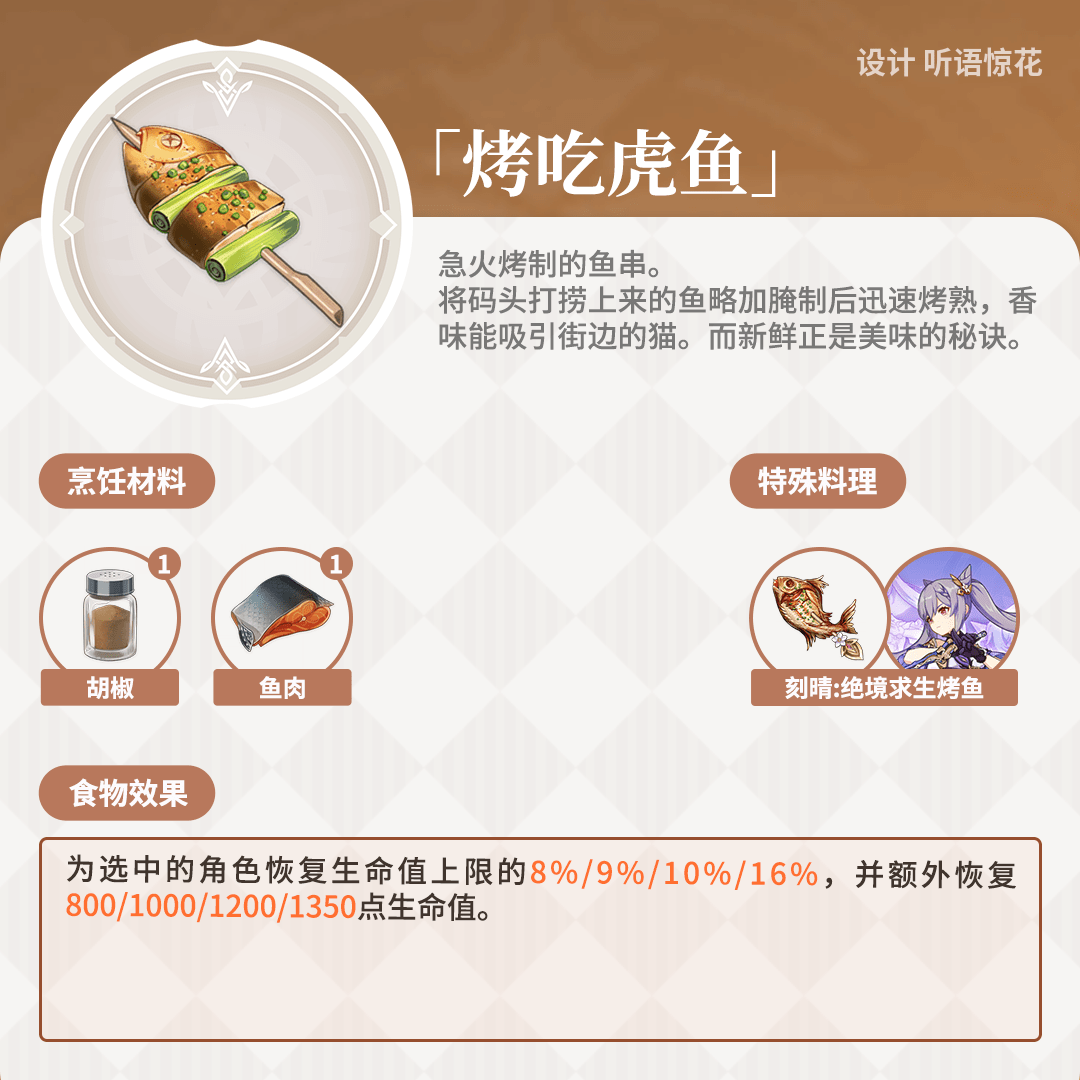 设计 听语惊花
「烤吃虎鱼」
急火烤制的鱼串。
将码头打捞上来的鱼略加腌制后迅速烤熟，香
味能吸引街边的猫。而新鲜正是美味的秘诀。
烹饪材料
特殊料理
1
1
胡椒
鱼肉
刻晴:绝境求生烤鱼
食物效果
为选中的角色恢复生命值上限的8%/9%/10%/16%，并额外恢复
800/1000/1200/1350点生命值。